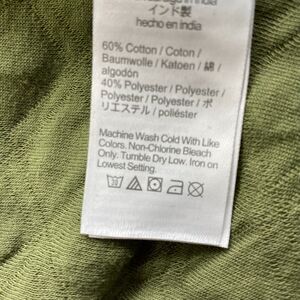 in India
インド製
hecho en india
60% Cotton / Coton /
Baumwolle / Katoen / 綿 /
algodón
40% Polyester / Polyester /
Polyester / Polyester / ポ
リエステル / poliéster
Machine Wash Cold With Like
Colors. Non-Chlorine Bleach
Only. Tumble Dry Low. Iron on
Lowest Setting.